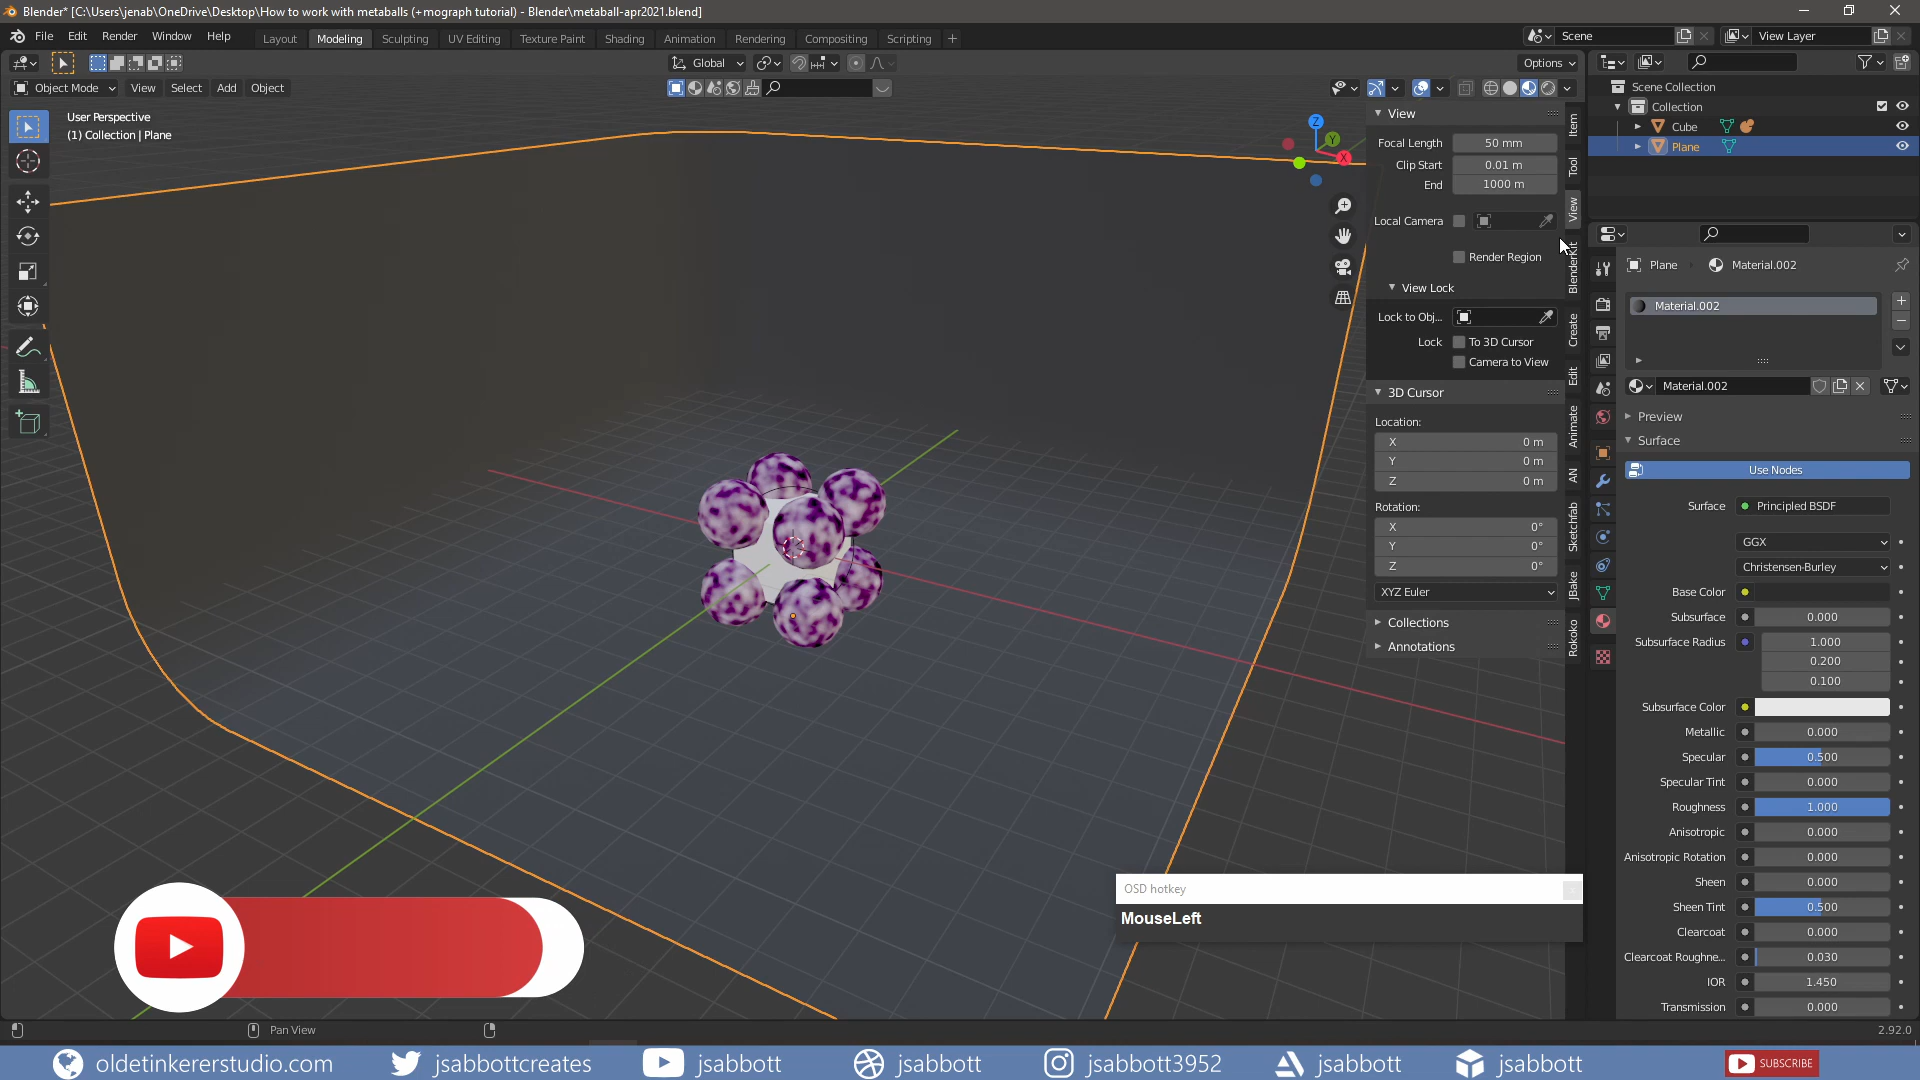 Blender* [C:\Users\jenab\OneDrive\Desktop\How to work with metaballs (+mograph tutorial) - Blender\metaball-apr2021.blend]
File Edit Render Window Help Layout Modeling Sculpting UV Editing Texture Paint Shading Animation Rendering Compositing Scripting + Scene View Layer
Global Options
Object Mode View Select Add Object
User Perspective
(1) Collection | Plane
Z
Y
X
View
Focal Length 50 mm
Clip Start 0.01 m
End 1000 m
Local Camera
Render Region
View Lock
Lock to Obj...
Lock To 3D Cursor
Camera to View
3D Cursor
Location:
X 0 m
Y 0 m
Z 0 m
Rotation:
X 0°
Y 0°
Z 0°
XYZ Euler
Collections
Annotations
Item
Tool
View
BlenderKit
Create
Edit
Animate
AN
Sketchfab
JBake
Rokoko
Scene Collection
Collection
Cube
Plane
Plane Material.002
Material.002
Material.002
Preview
Surface
Use Nodes
Surface Principled BSDF
GGX
Christensen-Burley
Base Color
Subsurface 0.000
Subsurface Radius 1.000
0.200
0.100
Subsurface Color
Metallic 0.000
Specular 0.500
Specular Tint 0.000
Roughness 1.000
Anisotropic 0.000
Anisotropic Rotation 0.000
Sheen 0.000
Sheen Tint 0.500
Clearcoat 0.000
Clearcoat Roughne... 0.030
IOR 1.450
Transmission 0.000
OSD hotkey
MouseLeft
Pan View 2.92.0
oldetinkererstudio.com jsabbottcreates jsabbott jsabbott jsabbott3952 jsabbott jsabbott SUBSCRIBE